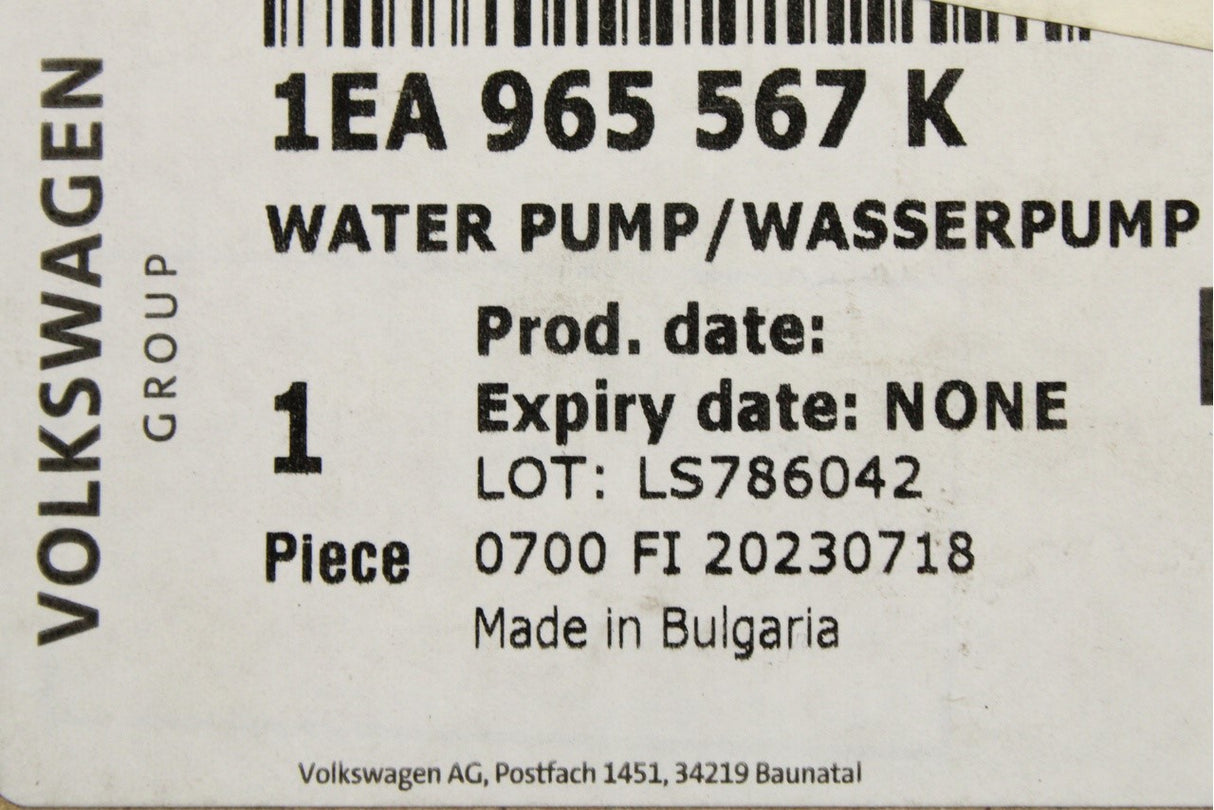 VOLKSWAGEN
GROUP
1EA 965 567 K
WATER PUMP/WASSERPUMP
Prod. date:
Expiry date: NONE
1
LOT: LS786042
Piece
0700 FI 20230718
Made in Bulgaria
Volkswagen AG, Postfach 1451, 34219 Baunatal